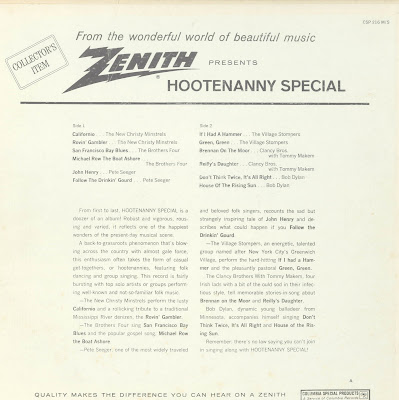 CSP 216 M/S
From the wonderful world of beautiful music
COLLECTOR'S
ITEM
ZENITH ® PRESENTS
HOOTENANNY SPECIAL
Side 1
California . . . The New Christy Minstrels
Rovin' Gambler . . . The New Christy Minstrels
San Francisco Bay Blues . . . The Brothers Four
Michael Row The Boat Ashore
The Brothers Four
John Henry . . . Pete Seeger
Follow The Drinkin' Gourd . . . Pete Seeger
Side 2
If I Had A Hammer . . . The Village Stompers
Green, Green . . . The Village Stompers
Brennan On The Moor . . . Clancy Bros.
with Tommy Makem
Reilly's Daughter . . . Clancy Bros.
with Tommy Makem
Don't Think Twice, It's All Right . . . Bob Dylan
House Of The Rising Sun . . . Bob Dylan
From first to last, HOOTENANNY SPECIAL is a
decer of an album! Robust and vigorous, rous-
ing and varied, it reflects one of the happiest
wonders of the present-day musical scene.
A back-to-grassroots phenomenon that's blow-
ing across the country with almost gale force,
this enthusiasm often takes the form of casual
get-togethers, or hootenannies, featuring folk
dancing and group singing. This record is fairly
bursting with top solo artists or groups perform-
ing well-known and not-so-familiar folk music.
—The New Christy Minstrels perform the lusty
California and a rollicking tribute to a traditional
Mississippi River denizen, the Rovin' Gambler.
—The Brothers Four sing San Francisco Bay
Blues and the popular gospel song, Michael Row
the Boat Ashore
—Pete Seeger, one of the most widely traveled
and beloved folk singers, recounts the sad but
strangely inspiring tale of John Henry and de-
scribes what could happen if you Follow the
Drinkin' Gourd.
—The Village Stompers, an energetic, talented
group named after New York City's Greenwich
Village, perform the hard-hitting If I had a Ham-
mer and the pleasantly pastoral Green, Green.
—The Clancy Brothers With Tommy Makem, four
Irish lads with a bit of the auld sod in their infec-
tious style, tell memorable stories-in-song about
Brennan on the Moor and Reilly's Daughter.
—Bob Dylan, dynamic young balladeer from
Minnesota, accompanies himself singing Don't
Think Twice, It's All Right and House of the Ris-
ing Sun.
Remember, there's no law saying you can't join
in singing along with HOOTENANNY SPECIAL!
QUALITY MAKES THE DIFFERENCE YOU CAN HEAR ON A ZENITH
COLUMBIA SPECIAL PRODUCTS
A Service of Columbia Records